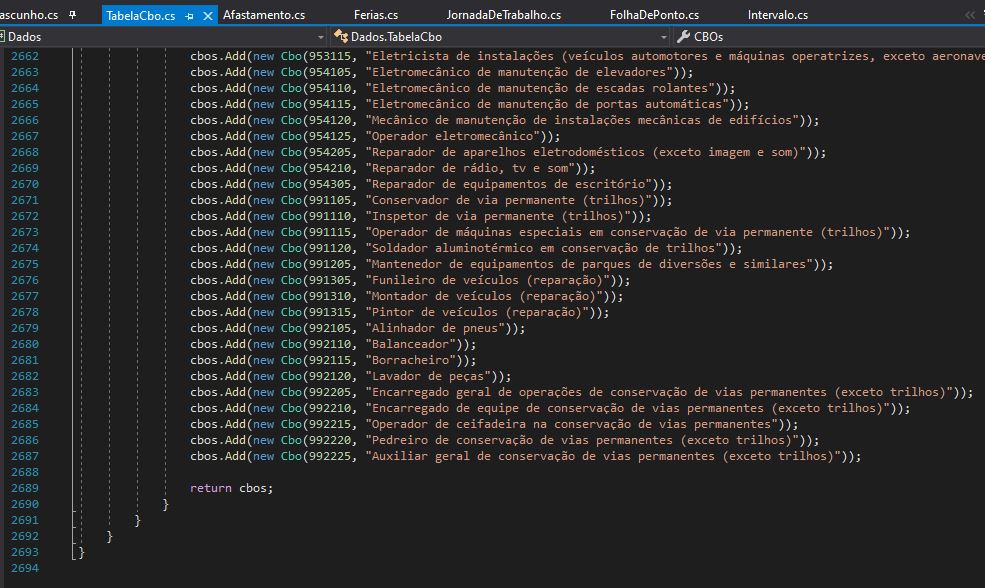 ascunho.cs TabelaCbo.cs Afastamento.cs Ferias.cs JornadaDeTrabalho.cs FolhaDePonto.cs Intervalo.cs
Dados Dados.TabelaCbo CBOs
2662 cbos.Add(new Cbo(953115, "Eletricista de instalações (veículos automotores e máquinas operatrizes, exceto aeronave
2663 cbos.Add(new Cbo(954105, "Eletromecânico de manutenção de elevadores"));
2664 cbos.Add(new Cbo(954110, "Eletromecânico de manutenção de escadas rolantes"));
2665 cbos.Add(new Cbo(954115, "Eletromecânico de manutenção de portas automáticas"));
2666 cbos.Add(new Cbo(954120, "Mecânico de manutenção de instalações mecânicas de edifícios"));
2667 cbos.Add(new Cbo(954125, "Operador eletromecânico"));
2668 cbos.Add(new Cbo(954205, "Reparador de aparelhos eletrodomésticos (exceto imagem e som)"));
2669 cbos.Add(new Cbo(954210, "Reparador de rádio, tv e som"));
2670 cbos.Add(new Cbo(954305, "Reparador de equipamentos de escritório"));
2671 cbos.Add(new Cbo(991105, "Conservador de via permanente (trilhos)"));
2672 cbos.Add(new Cbo(991110, "Inspetor de via permanente (trilhos)"));
2673 cbos.Add(new Cbo(991115, "Operador de máquinas especiais em conservação de via permanente (trilhos)"));
2674 cbos.Add(new Cbo(991120, "Soldador aluminotérmico em conservação de trilhos"));
2675 cbos.Add(new Cbo(991205, "Mantenedor de equipamentos de parques de diversões e similares"));
2676 cbos.Add(new Cbo(991305, "Funileiro de veículos (reparação)"));
2677 cbos.Add(new Cbo(991310, "Montador de veículos (reparação)"));
2678 cbos.Add(new Cbo(991315, "Pintor de veículos (reparação)"));
2679 cbos.Add(new Cbo(992105, "Alinhador de pneus"));
2680 cbos.Add(new Cbo(992110, "Balanceador"));
2681 cbos.Add(new Cbo(992115, "Borracheiro"));
2682 cbos.Add(new Cbo(992120, "Lavador de peças"));
2683 cbos.Add(new Cbo(992205, "Encarregado geral de operações de conservação de vias permanentes (exceto trilhos)"));
2684 cbos.Add(new Cbo(992210, "Encarregado de equipe de conservação de vias permanentes (exceto trilhos)"));
2685 cbos.Add(new Cbo(992215, "Operador de ceifadeira na conservação de vias permanentes"));
2686 cbos.Add(new Cbo(992220, "Pedreiro de conservação de vias permanentes (exceto trilhos)"));
2687 cbos.Add(new Cbo(992225, "Auxiliar geral de conservação de vias permanentes (exceto trilhos)"));
2688
2689 return cbos;
2690 }
2691 }
2692 }
2693 }
2694